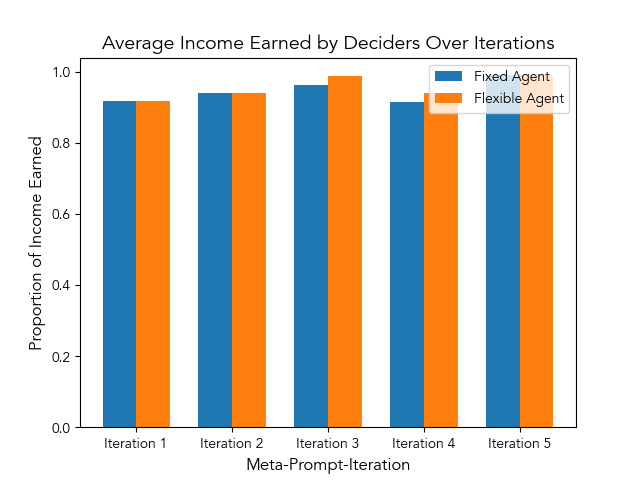 Average Income Earned by Deciders Over Iterations
Fixed Agent
Flexible Agent
Proportion of Income Earned
1.0
0.8
0.6
0.4
0.2
0.0
Iteration 1
Iteration 2
Iteration 3
Iteration 4
Iteration 5
Meta-Prompt-Iteration